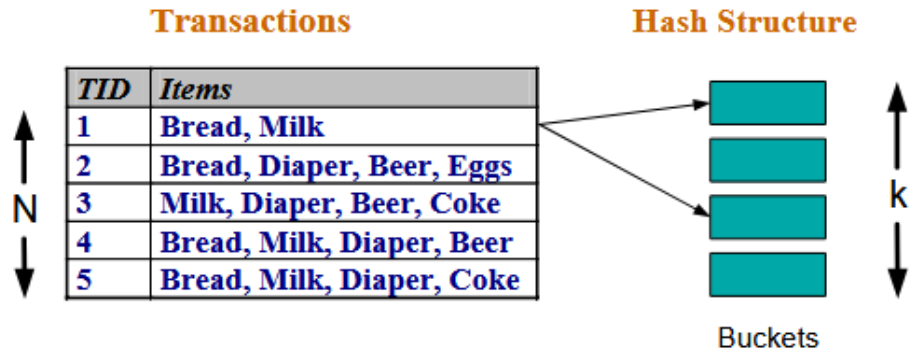 Transactions
Hash Structure
TID Items
1 Bread, Milk
2 Bread, Diaper, Beer, Eggs
3 Milk, Diaper, Beer, Coke
4 Bread, Milk, Diaper, Beer
5 Bread, Milk, Diaper, Coke
N
k
Buckets